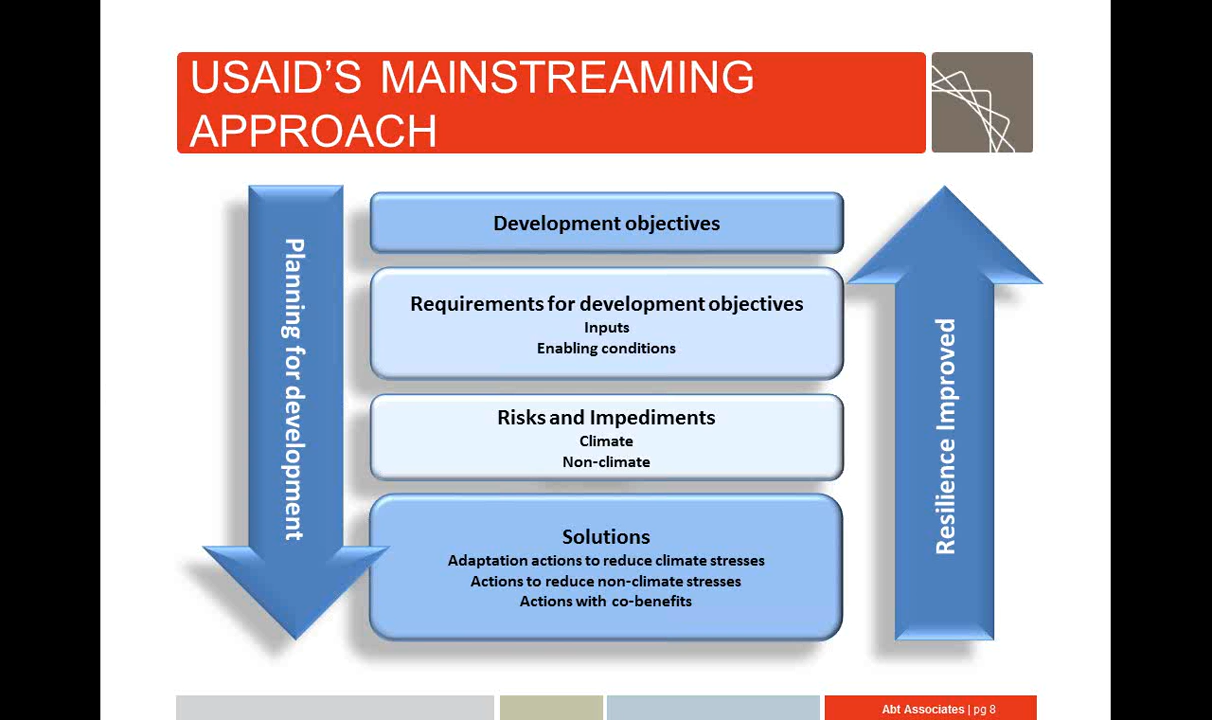 USAID’S MAINSTREAMING
APPROACH
Planning for development
Development objectives
Requirements for development objectives
Inputs
Enabling conditions
Risks and Impediments
Climate
Non-climate
Solutions
Adaptation actions to reduce climate stresses
Actions to reduce non-climate stresses
Actions with co-benefits
Resilience Improved
Abt Associates | pg 8